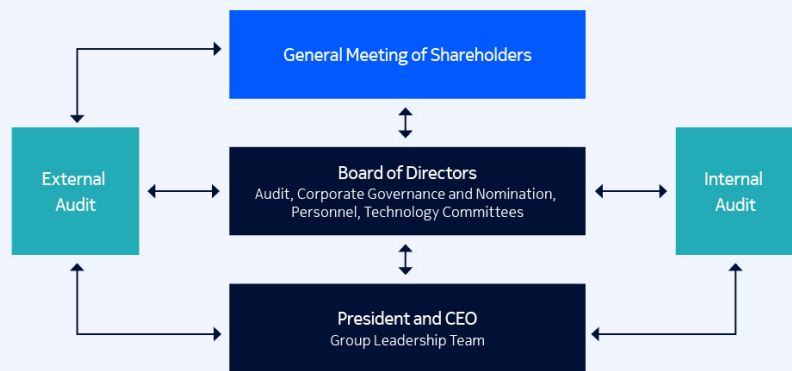 General Meeting of Shareholders
External
Audit
Board of Directors
Audit, Corporate Governance and Nomination,
Personnel, Technology Committees
Internal
Audit
President and CEO
Group Leadership Team